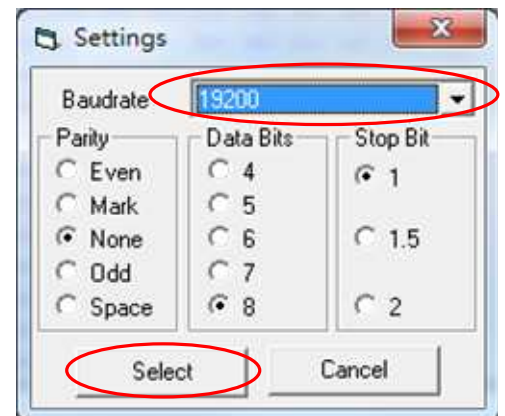 Settings
Baudrate 19200
Parity
Even
Mark
None
Odd
Space
Data Bits
4
5
6
7
8
Stop Bit
1
1.5
2
Select
Cancel